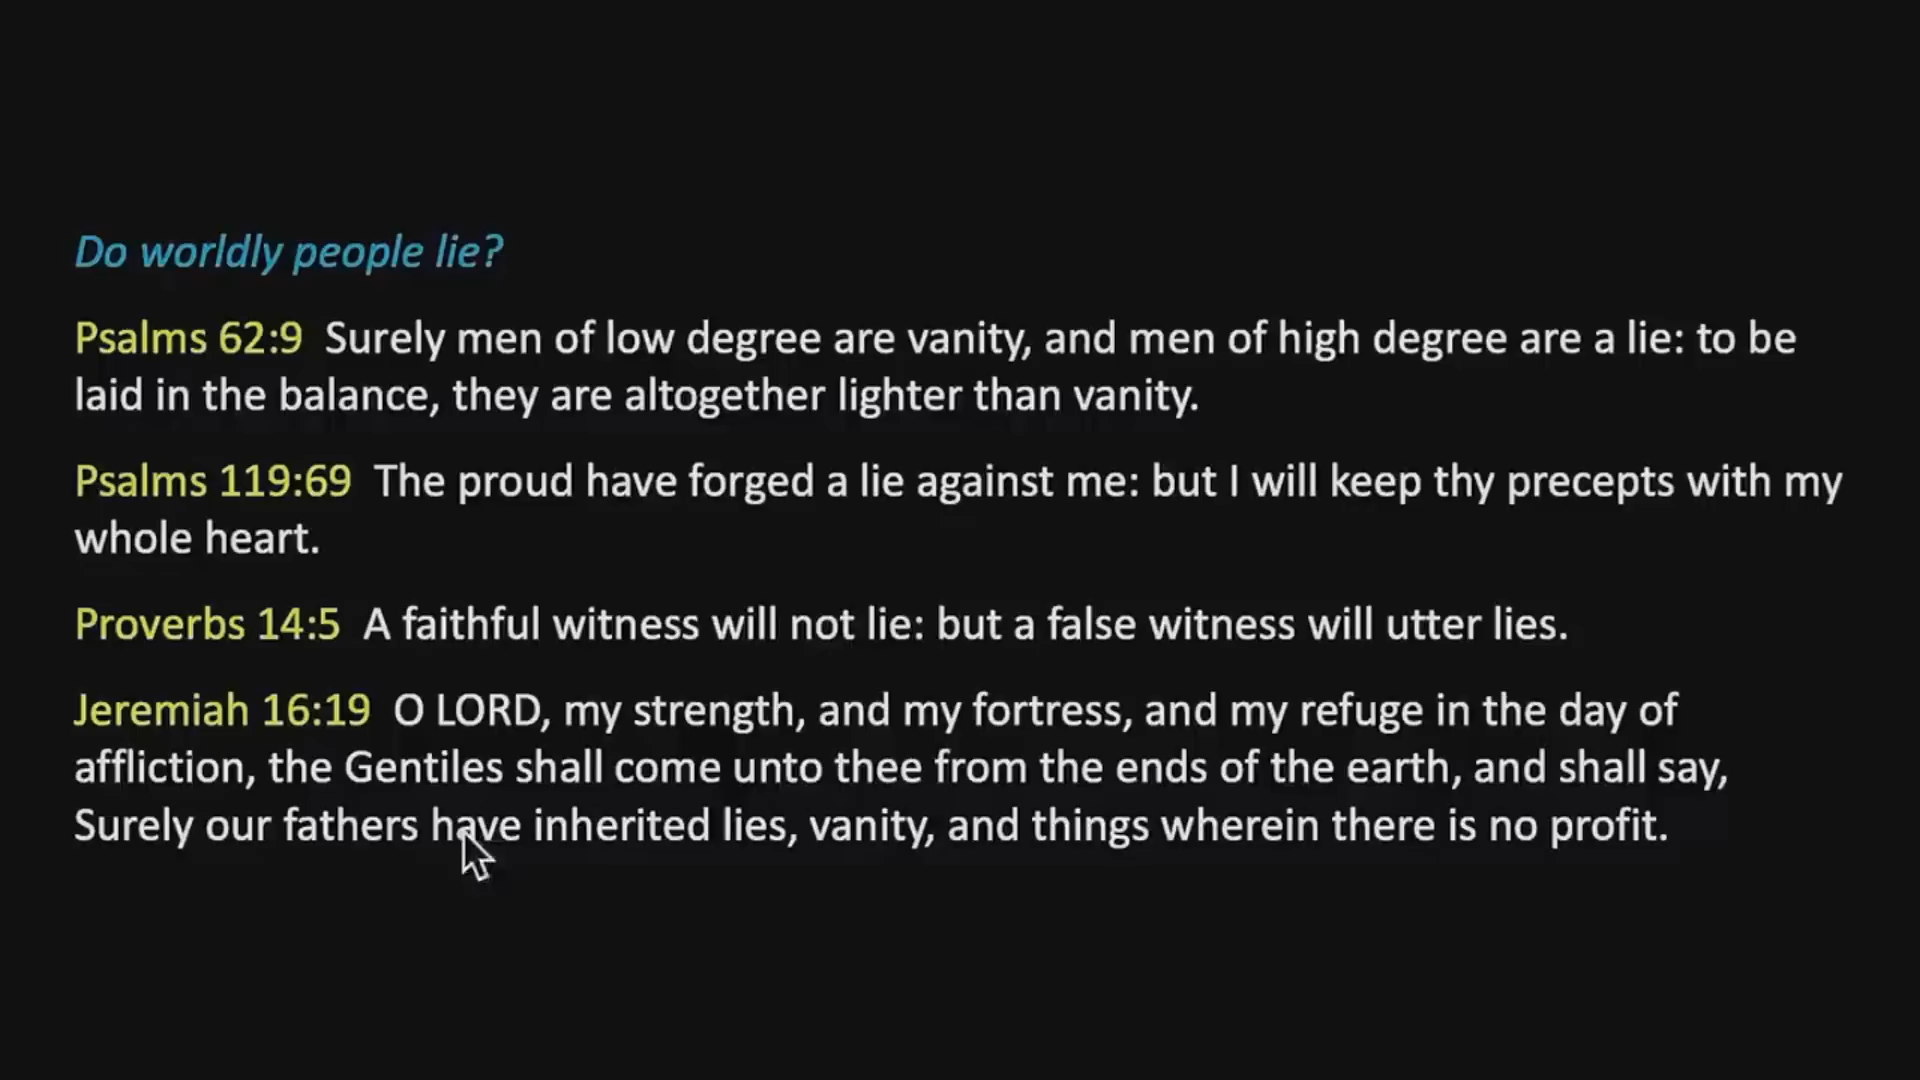 Do worldly people lie?
Psalms 62:9 Surely men of low degree are vanity, and men of high degree are a lie: to be
laid in the balance, they are altogether lighter than vanity.
Psalms 119:69 The proud have forged a lie against me: but I will keep thy precepts with my
whole heart.
Proverbs 14:5 A faithful witness will not lie: but a false witness will utter lies.
Jeremiah 16:19 O LORD, my strength, and my fortress, and my refuge in the day of
affliction, the Gentiles shall come unto thee from the ends of the earth, and shall say,
Surely our fathers have inherited lies, vanity, and things wherein there is no profit.